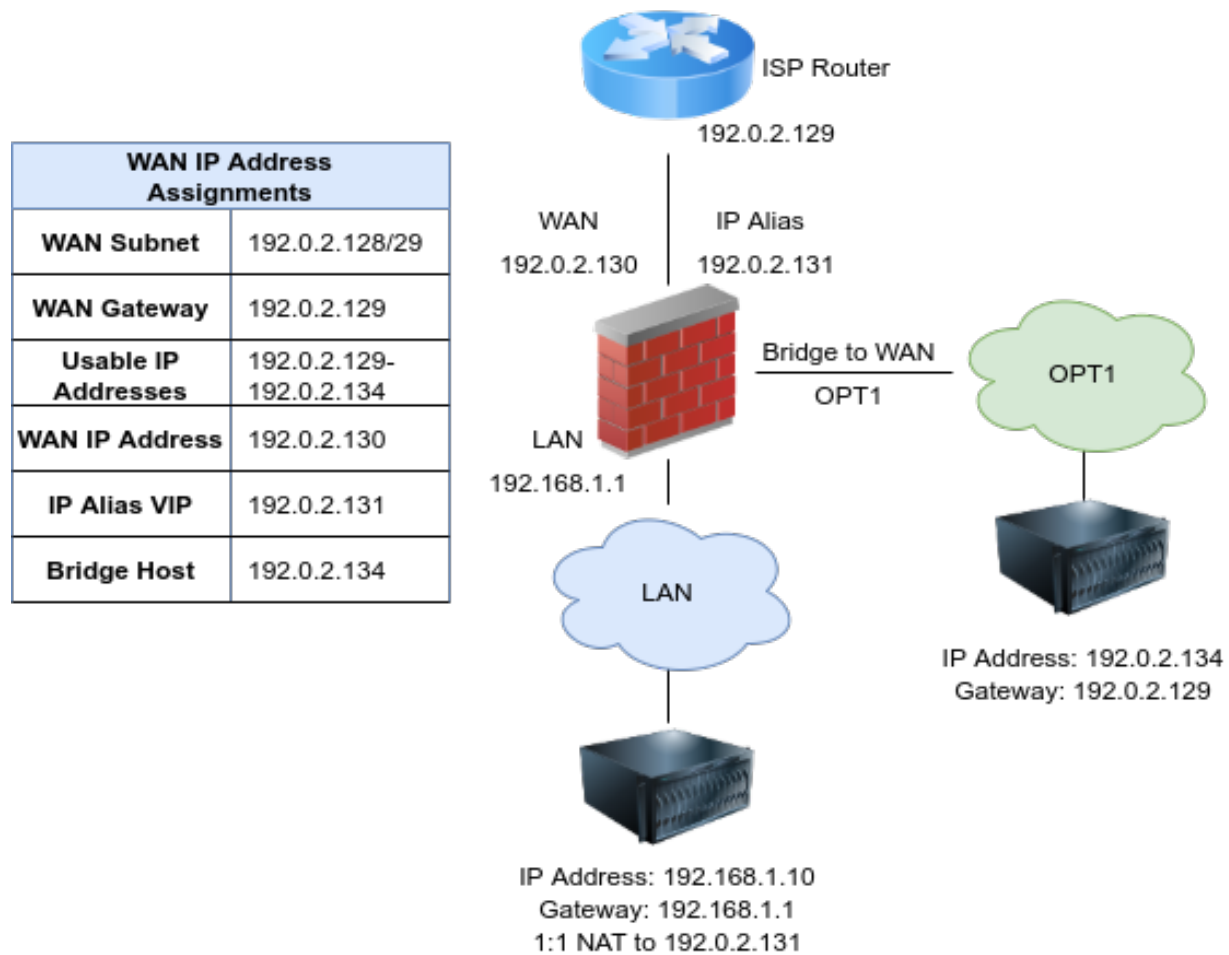 ISP Router
192.0.2.129
WAN IP Address
Assignments
WAN Subnet 192.0.2.128/29
WAN Gateway 192.0.2.129
Usable IP
Addresses
192.0.2.129-
192.0.2.134
WAN IP Address 192.0.2.130
IP Alias VIP 192.0.2.131
Bridge Host 192.0.2.134
WAN
192.0.2.130
IP Alias
192.0.2.131
Bridge to WAN
OPT1
OPT1
LAN
192.168.1.1
LAN
IP Address: 192.0.2.134
Gateway: 192.0.2.129
IP Address: 192.168.1.10
Gateway: 192.168.1.1
1:1 NAT to 192.0.2.131